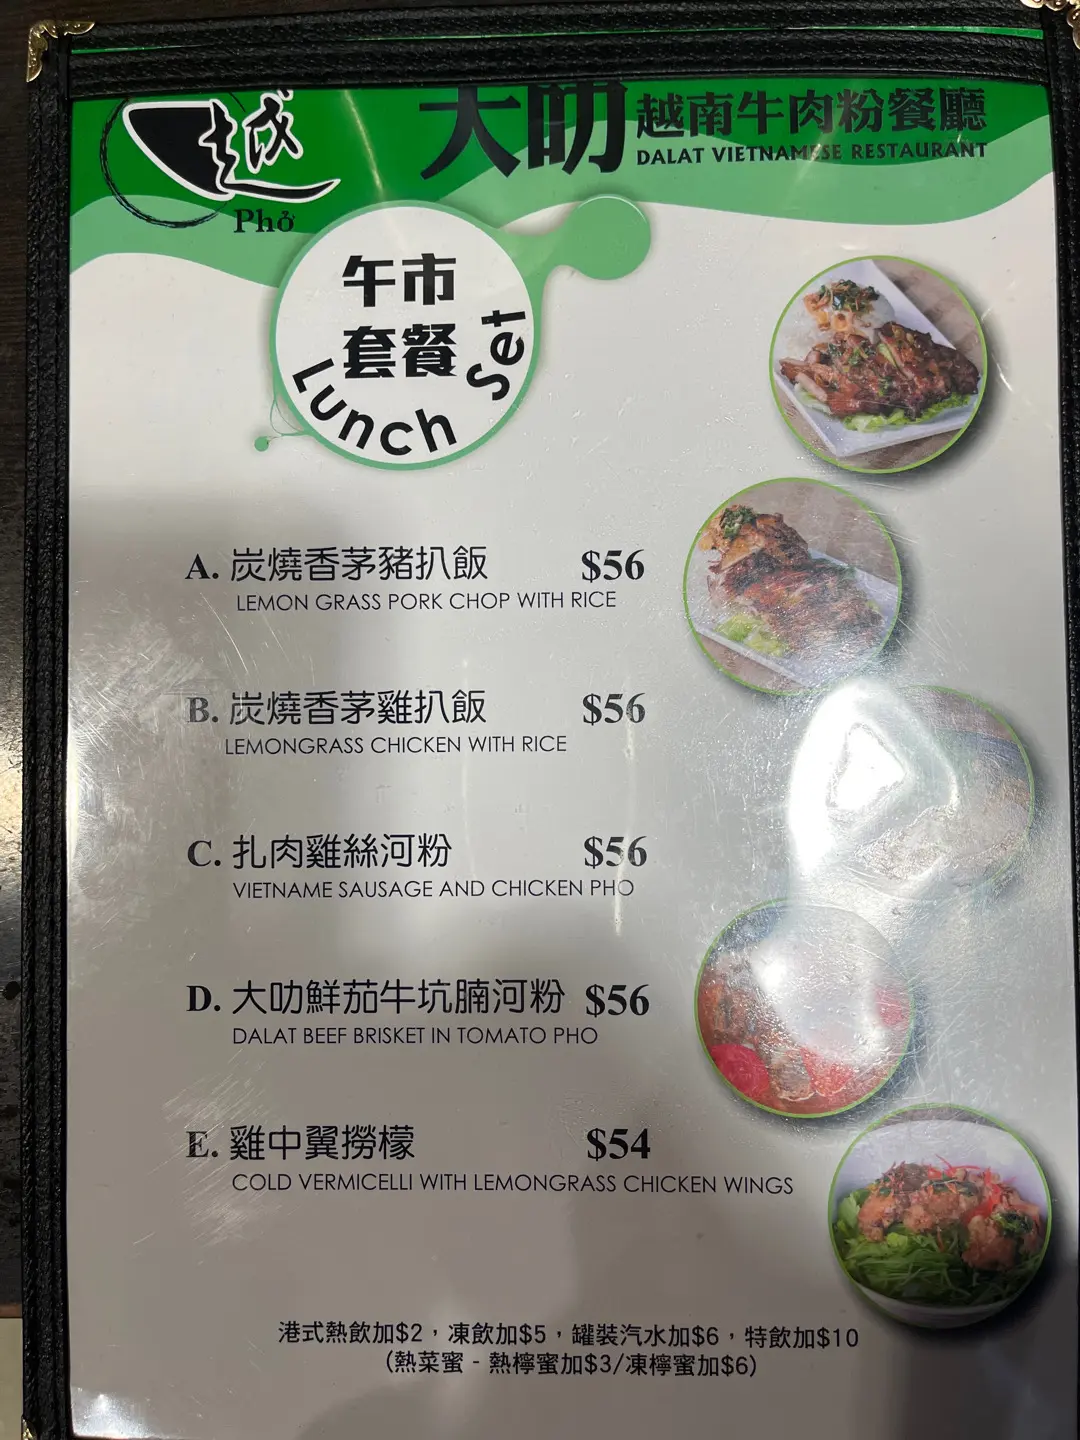 越
Phở
大叻 越南牛肉粉餐廳
DALAT VIETNAMESE RESTAURANT
午市
套餐
Lunch Set
A. 炭燒香茅豬扒飯 $56
LEMON GRASS PORK CHOP WITH RICE
B. 炭燒香茅雞扒飯 $56
LEMONGRASS CHICKEN WITH RICE
C. 扎肉雞絲河粉 $56
VIETNAME SAUSAGE AND CHICKEN PHO
D. 大叻鮮茄牛坑腩河粉 $56
DALAT BEEF BRISKET IN TOMATO PHO
E. 雞中翼撈檬 $54
COLD VERMICELLI WITH LEMONGRASS CHICKEN WINGS
港式熱飲加$2，凍飲加$5，罐裝汽水加$6，特飲加$10
(熱菜蜜 - 熱檸蜜加$3/凍檸蜜加$6)